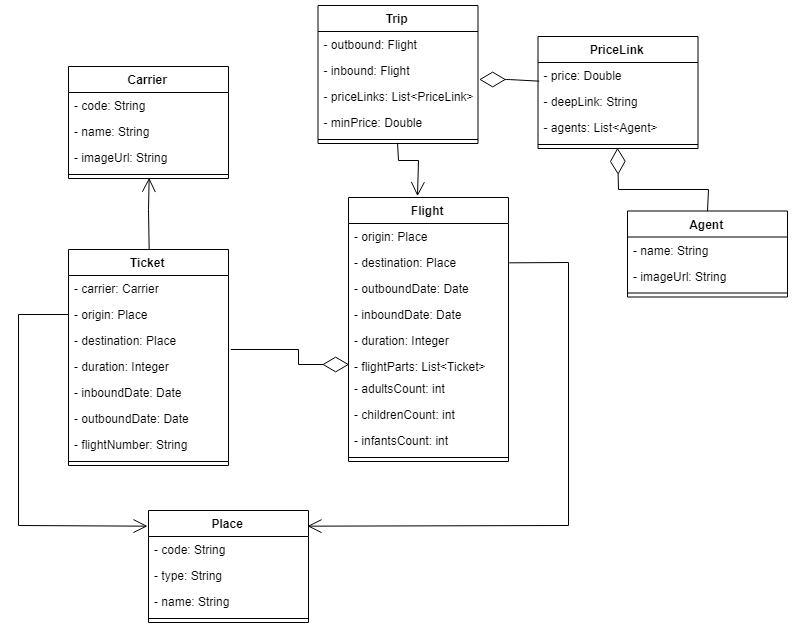 Trip
- outbound: Flight
- inbound: Flight
- priceLinks: List<PriceLink>
- minPrice: Double
PriceLink
- price: Double
- deepLink: String
- agents: List<Agent>
Carrier
- code: String
- name: String
- imageUrl: String
Flight
- origin: Place
- destination: Place
- outboundDate: Date
- inboundDate: Date
- duration: Integer
- flightParts: List<Ticket>
- adultsCount: int
- childrenCount: int
- infantsCount: int
Agent
- name: String
- imageUrl: String
Ticket
- carrier: Carrier
- origin: Place
- destination: Place
- duration: Integer
- inboundDate: Date
- outboundDate: Date
- flightNumber: String
Place
- code: String
- type: String
- name: String